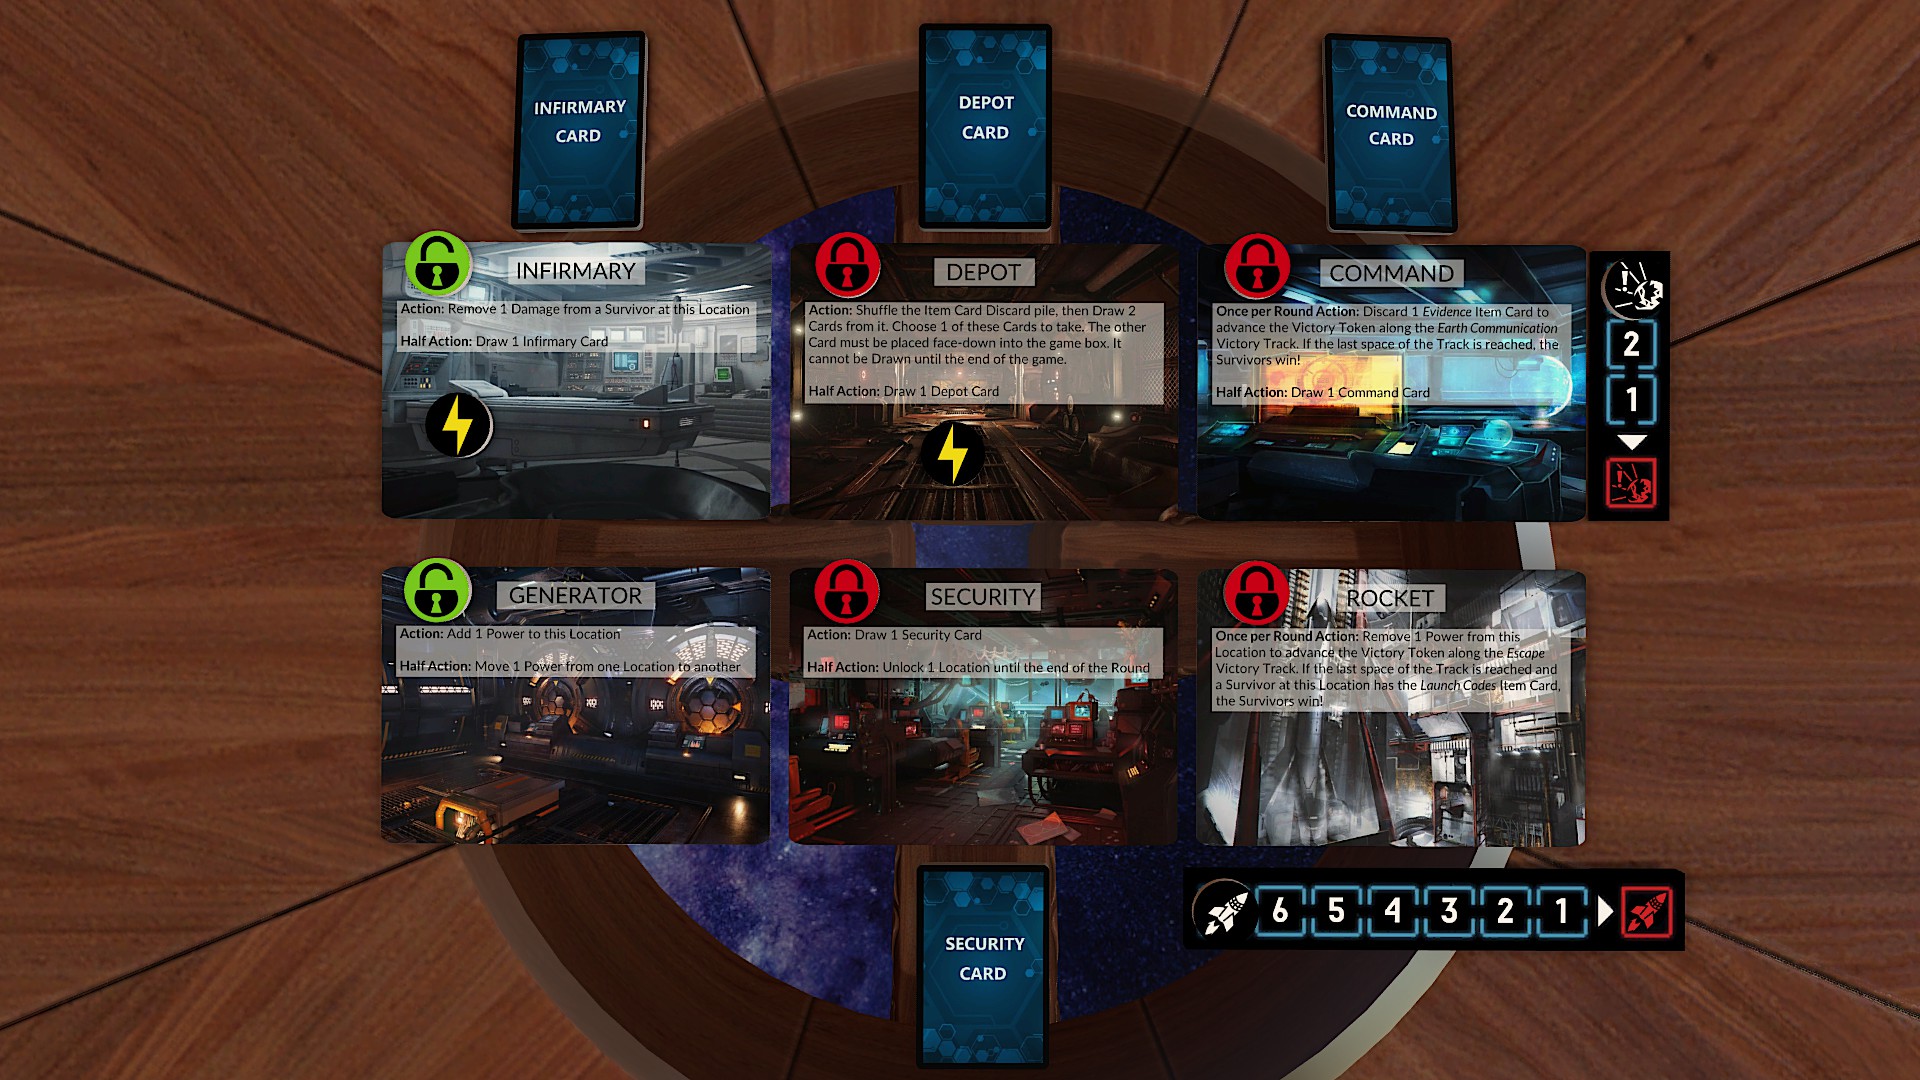 INFIRMARY
CARD
DEPOT
CARD
COMMAND
CARD
INFIRMARY
Action: Remove 1 Damage from a Survivor at this Location
Half Action: Draw 1 Infirmary Card
DEPOT
Action: Shuffle the Item Card Discard pile, then Draw 2
Cards from it. Choose 1 of these Cards to take. The other
Card must be placed face-down into the game box. It
cannot be Drawn until the end of the game.
Half Action: Draw 1 Depot Card
COMMAND
Once per Round Action: Discard 1 Evidence Item Card to
advance the Victory Token along the Earth Communication
Victory Track. If the last space of the Track is reached, the
Survivors win!
Half Action: Draw 1 Command Card
2
1
GENERATOR
Action: Add 1 Power to this Location
Half Action: Move 1 Power from one Location to another
SECURITY
Action: Draw 1 Security Card
Half Action: Unlock 1 Location until the end of the Round
ROCKET
Once per Round Action: Remove 1 Power from this
Location to advance the Victory Token along the Escape
Victory Track. If the last space of the Track is reached and
a Survivor at this Location has the Launch Codes Item Card,
the Survivors win!
6 5 4 3 2 1
SECURITY
CARD